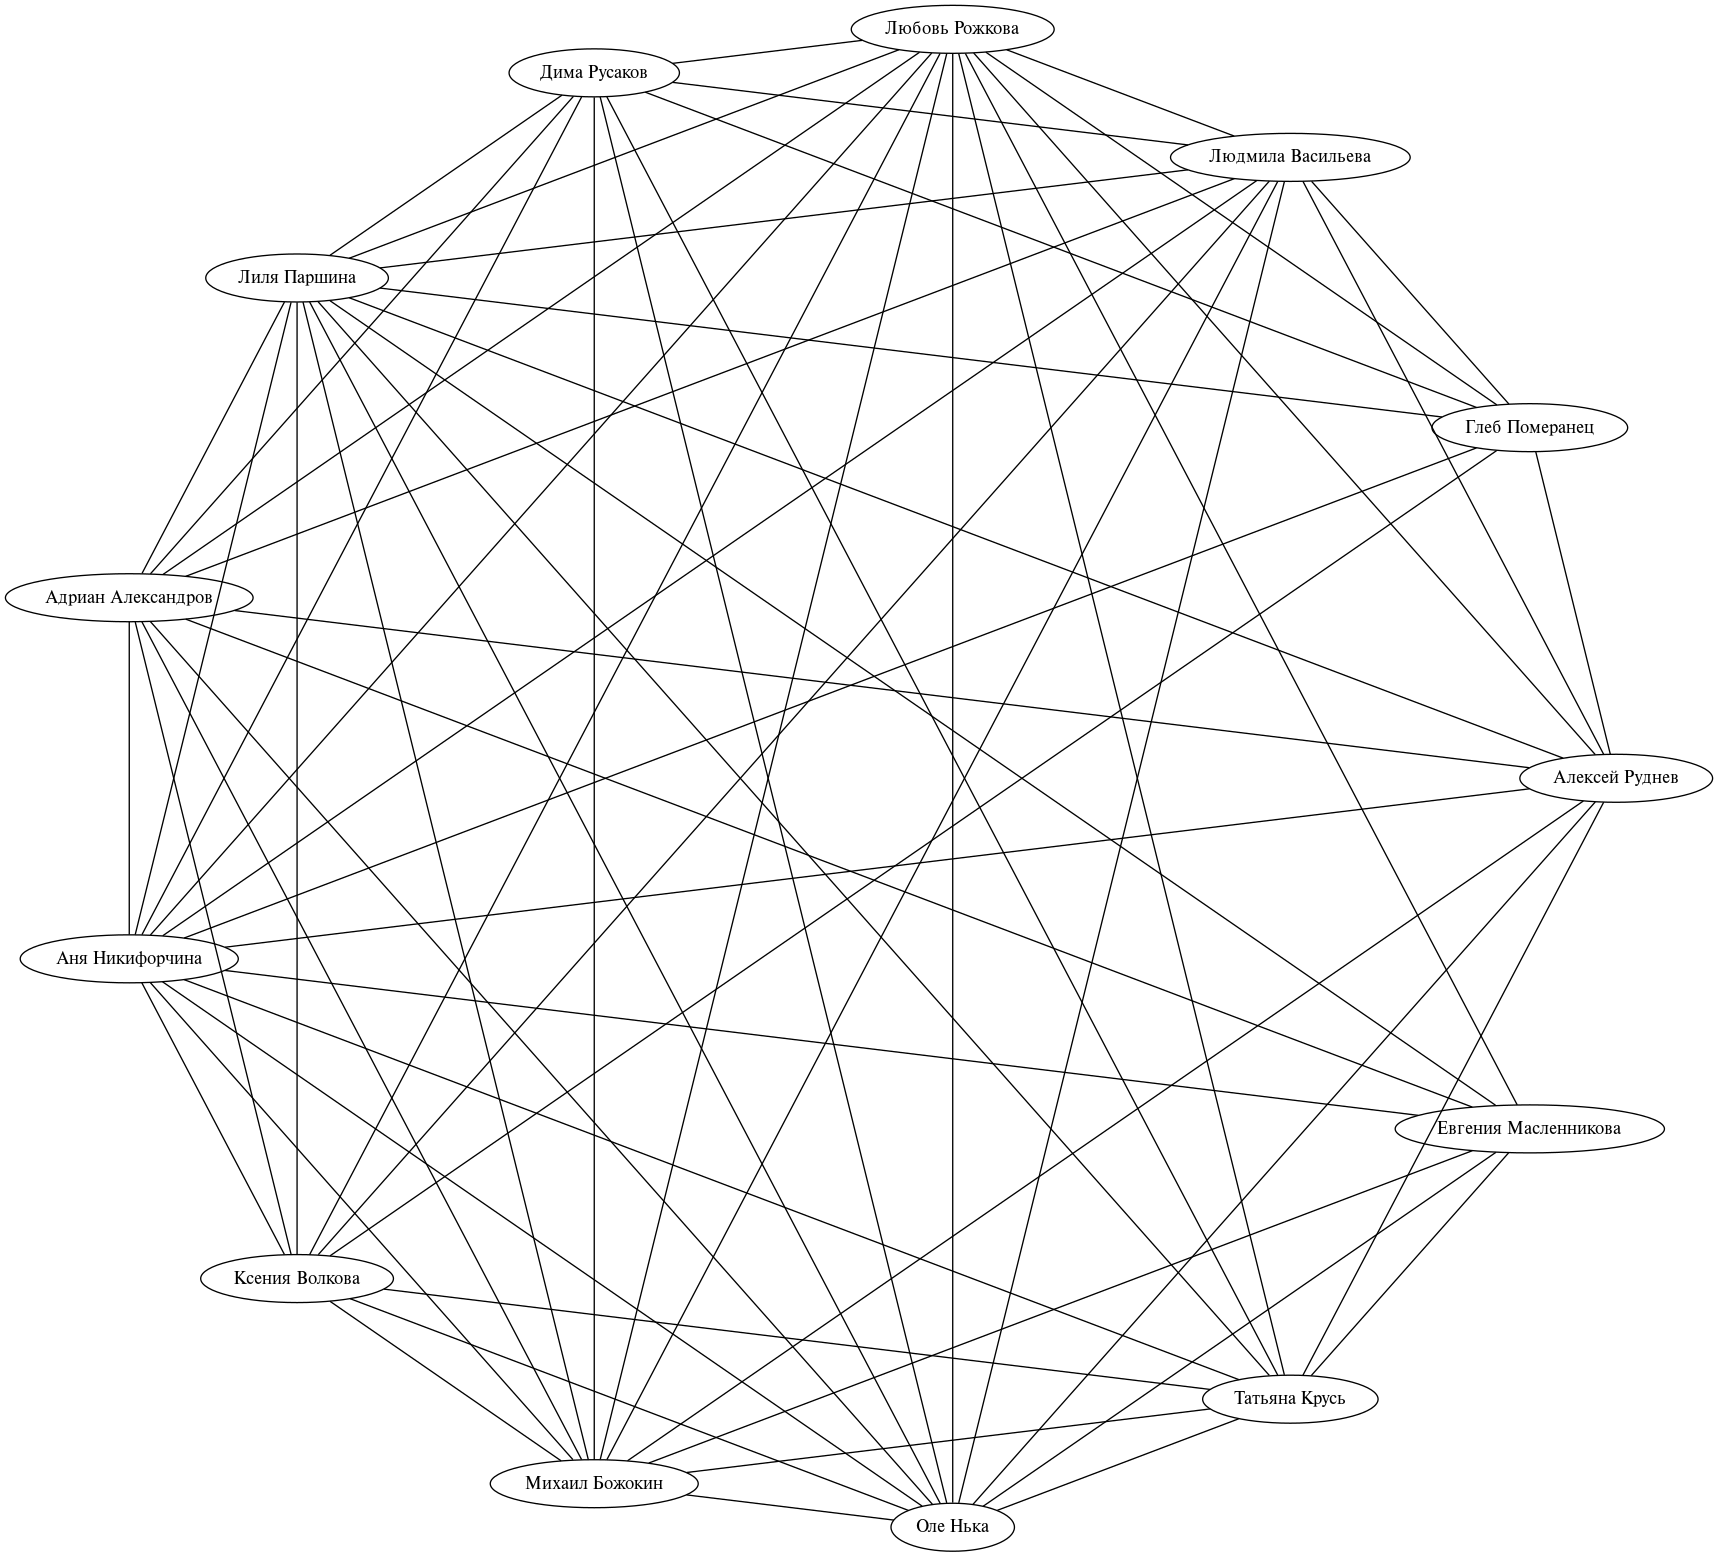 Любовь Рожкова
Дима Русаков
Людмила Васильева
Лиля Паршина
Глеб Померанец
Адриан Александров
Алексей Руднев
Аня Никифорчина
Евгения Масленникова
Ксения Волкова
Татьяна Крусь
Михаил Божокин
Оле Нька